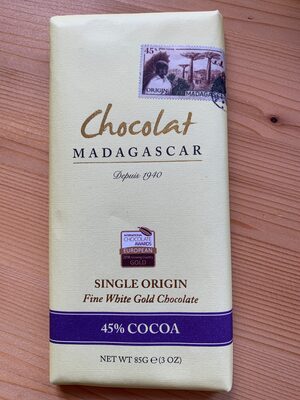 45%
ORIGIN
MADAGASCAR
Chocolat
MADAGASCAR
Depuis 1940
INTERNATIONAL
CHOCOLATE
AWARDS
EUROPEAN
GOLD
SINGLE ORIGIN
Fine White Gold Chocolate
45% COCOA
NET WT 85G e (3 OZ)